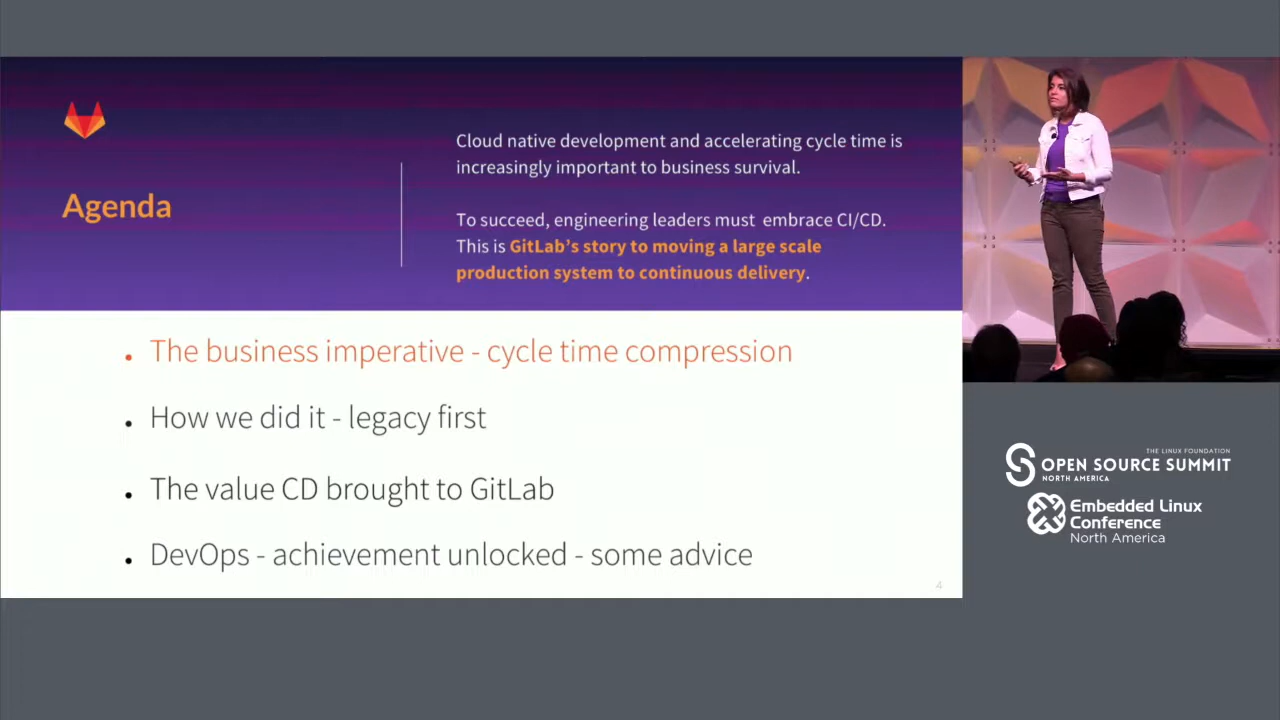 Agenda
Cloud native development and accelerating cycle time is
increasingly important to business survival.
To succeed, engineering leaders must embrace CI/CD.
This is GitLab's story to moving a large scale
production system to continuous delivery.
• The business imperative - cycle time compression
• How we did it - legacy first
• The value CD brought to GitLab
• DevOps - achievement unlocked - some advice
4
THE LINUX FOUNDATION
OPEN SOURCE SUMMIT
NORTH AMERICA
Embedded Linux
Conference
North America